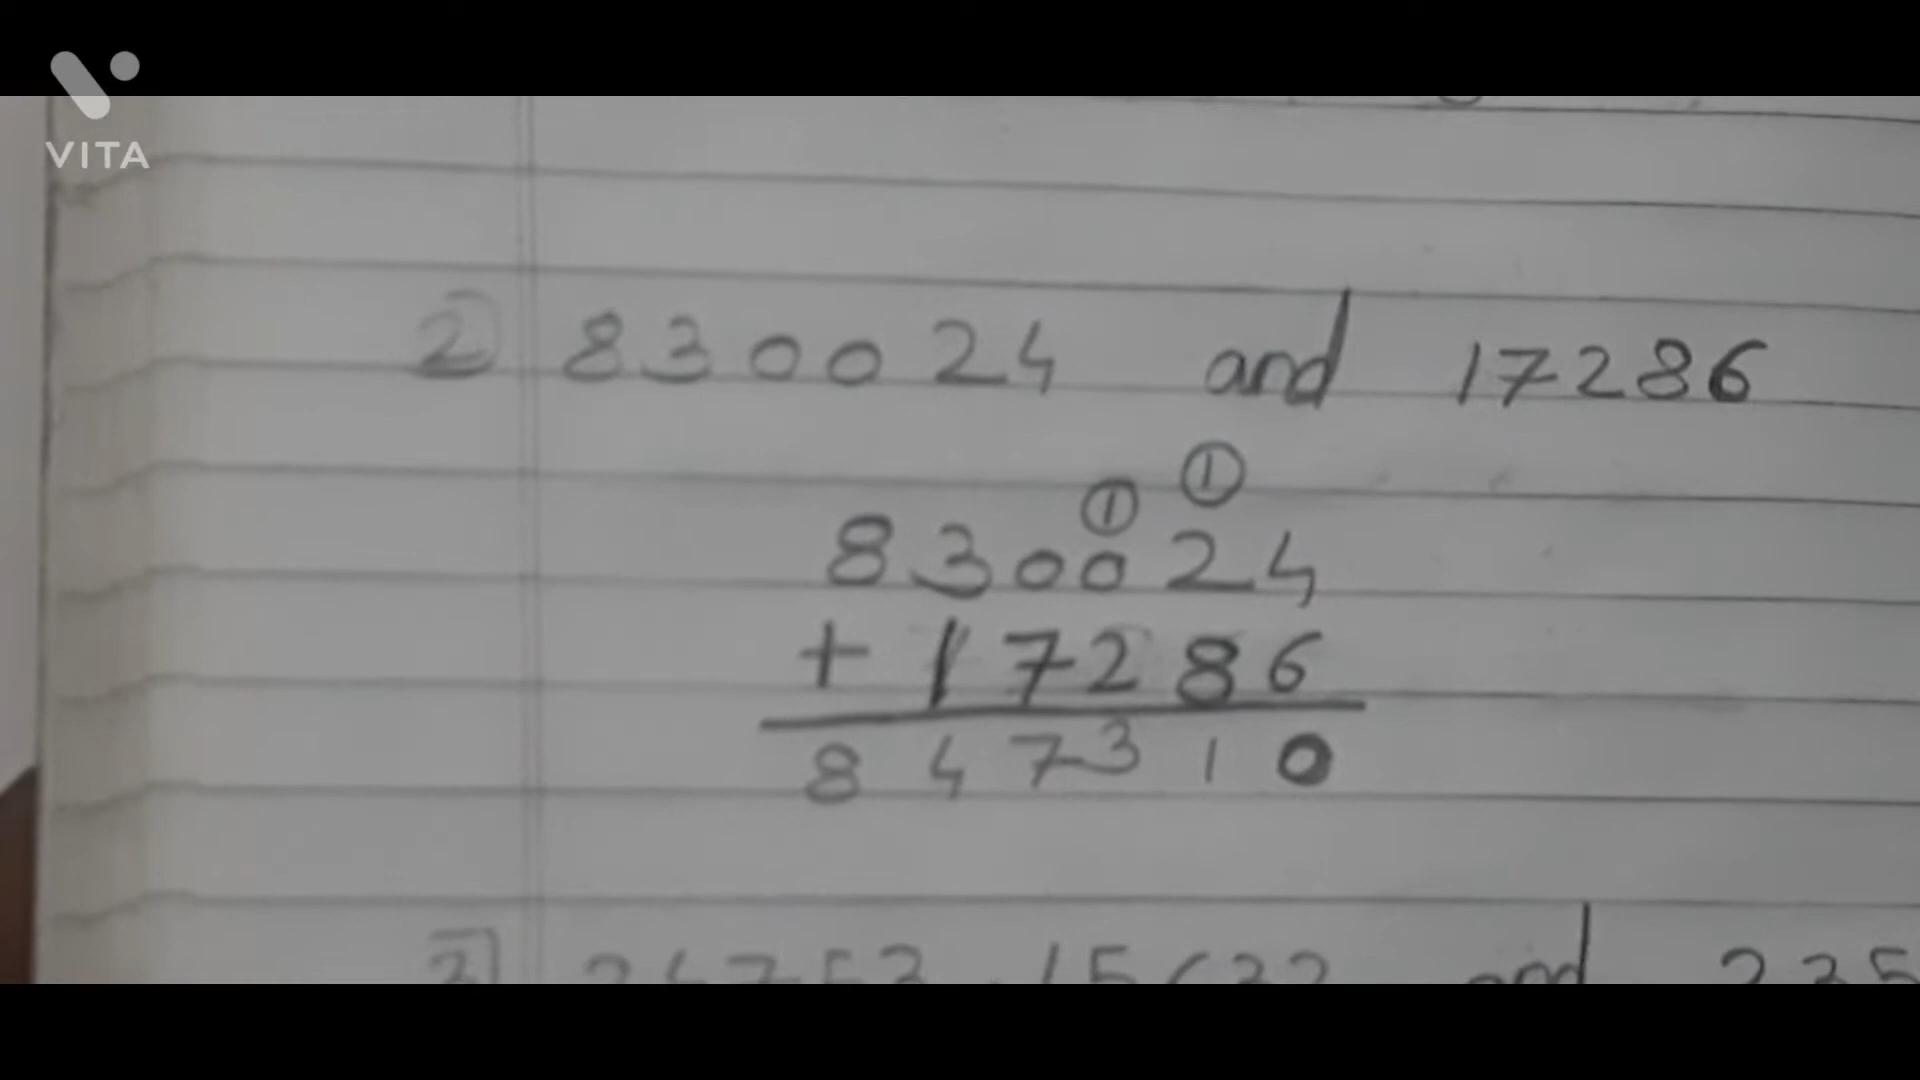 VITA
2) 830024 and 17286
① ①
830024
+ 17286
847310